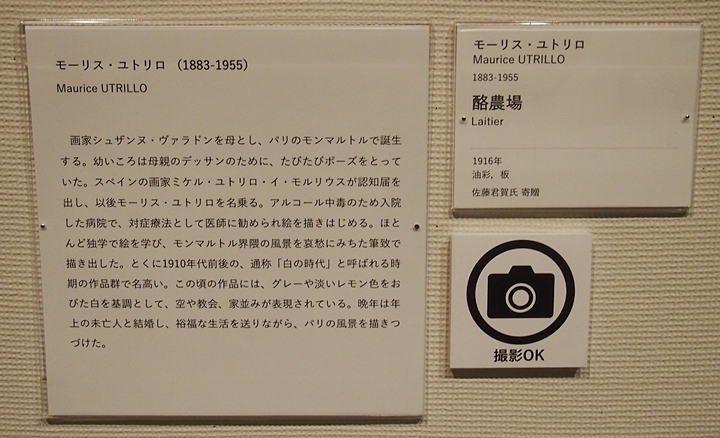 モーリス・ユトリロ （1883-1955）
Maurice UTRILLO
画家シュザンヌ・ヴァラドンを母とし、パリのモンマルトルで誕生
する。幼いころは母親のデッサンのために、たびたびポーズをとって
いた。スペインの画家ミケル・ユトリロ・イ・モルリウスが認知届を
出し、以後モーリス・ユトリロを名乗る。アルコール中毒のため入院
した病院で、対症療法として医師に勧められ絵を描きはじめる。ほと
んど独学で絵を学び、モンマルトル界隈の風景を哀愁にみちた筆致で
描き出した。とくに1910年代前後の、通称「白の時代」と呼ばれる時
期の作品群で名高い。この頃の作品には、グレーや淡いレモン色をお
びた白を基調として、空や教会、家並みが表現されている。晩年は年
上の未亡人と結婚し、裕福な生活を送りながら、パリの風景を描きつ
づけた。
モーリス・ユトリロ
Maurice UTRILLO
1883-1955
酪農場
Laitier
1916年
油彩，板
佐藤君賀氏 寄贈
撮影OK